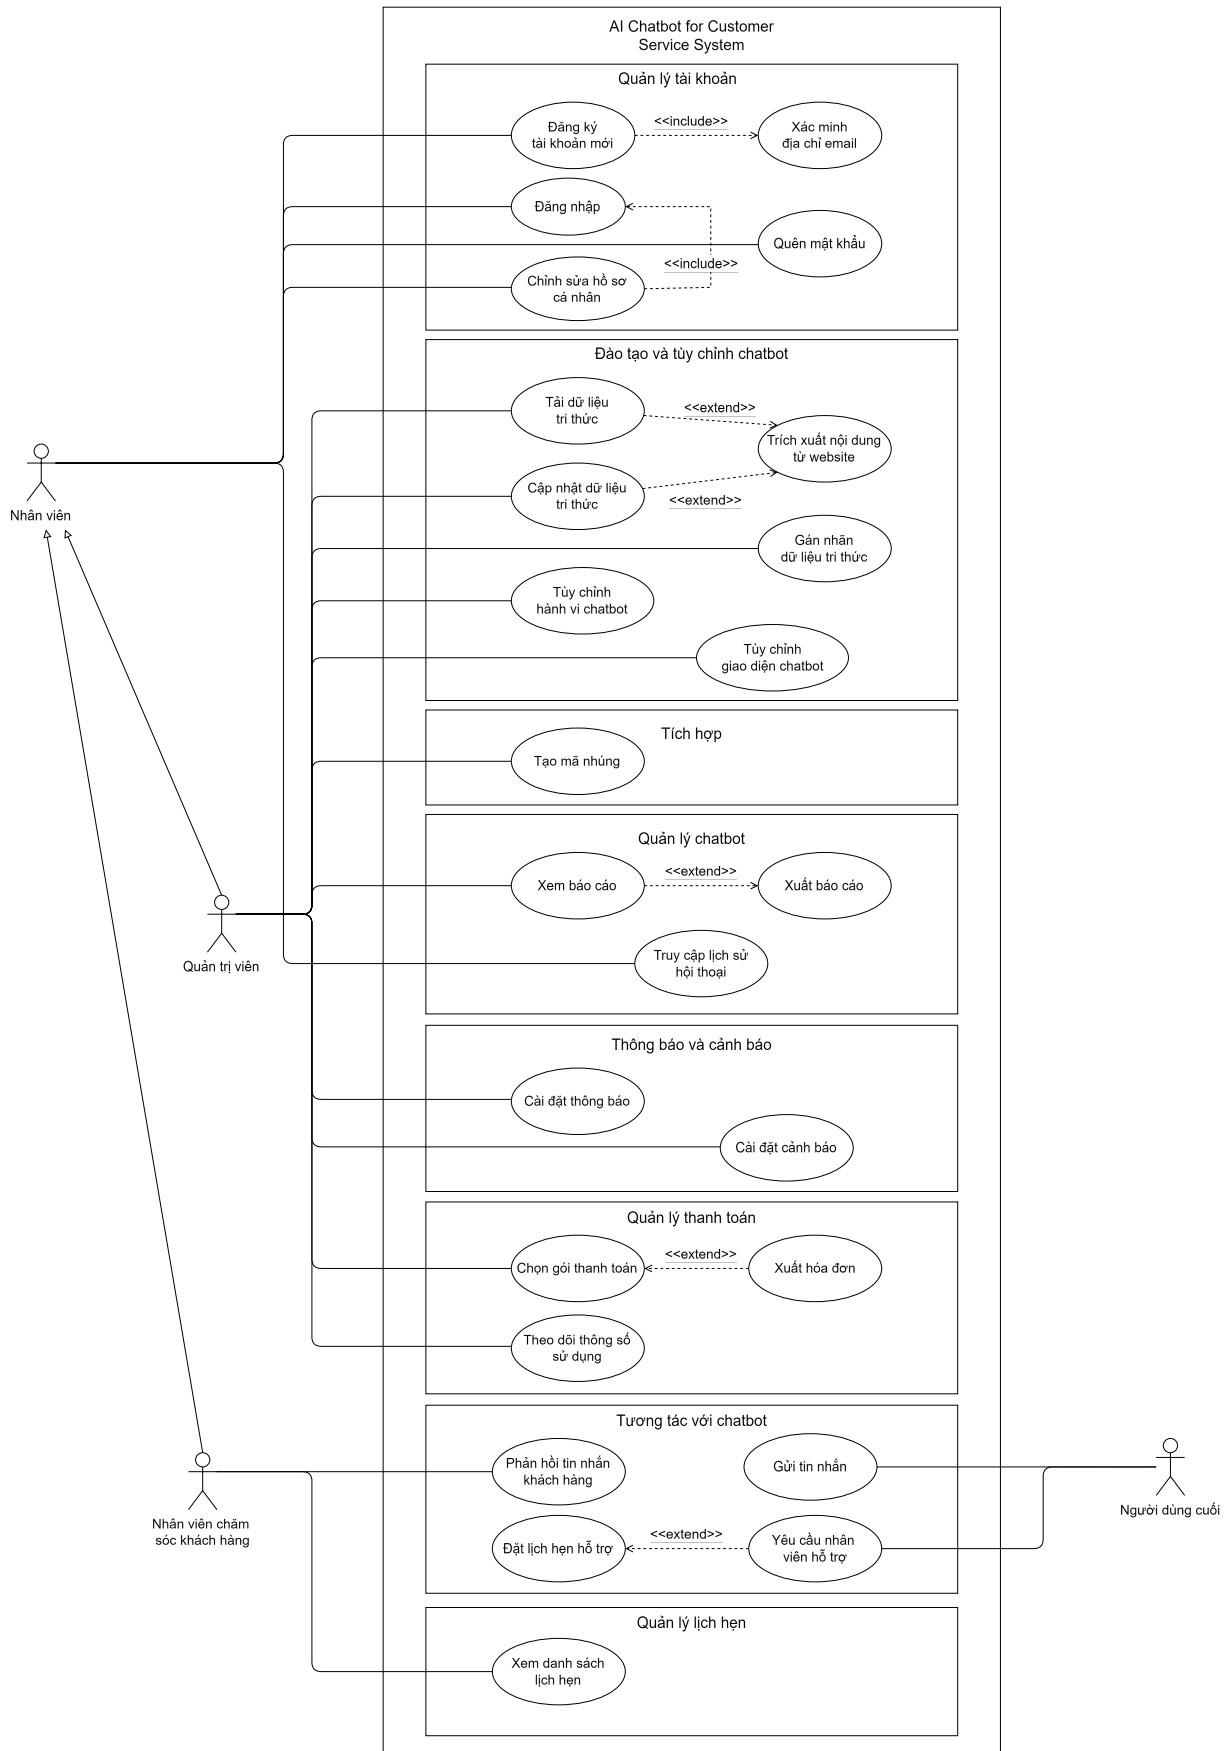 AI Chatbot for Customer
Service System
Quản lý tài khoản
Đăng ký
tài khoản mới
<<include>>
Xác minh
địa chỉ email
Đăng nhập
Quên mật khẩu
<<include>>
Chỉnh sửa hồ sơ
cá nhân
Đào tạo và tùy chỉnh chatbot
Tải dữ liệu
tri thức
<<extend>>
Trích xuất nội dung
từ website
Cập nhật dữ liệu
tri thức
<<extend>>
Nhân viên
Gán nhãn
dữ liệu tri thức
Tùy chỉnh
hành vi chatbot
Tùy chỉnh
giao diện chatbot
Tích hợp
Tạo mã nhúng
Quản lý chatbot
Xem báo cáo
<<extend>>
Xuất báo cáo
Quản trị viên
Truy cập lịch sử
hội thoại
Thông báo và cảnh báo
Cài đặt thông báo
Cài đặt cảnh báo
Quản lý thanh toán
Chọn gói thanh toán
<<extend>>
Xuất hóa đơn
Theo dõi thông số
sử dụng
Tương tác với chatbot
Phản hồi tin nhắn
khách hàng
Gửi tin nhắn
Người dùng cuối
Nhân viên chăm
sóc khách hàng
Đặt lịch hẹn hỗ trợ
<<extend>>
Yêu cầu nhân
viên hỗ trợ
Quản lý lịch hẹn
Xem danh sách
lịch hẹn